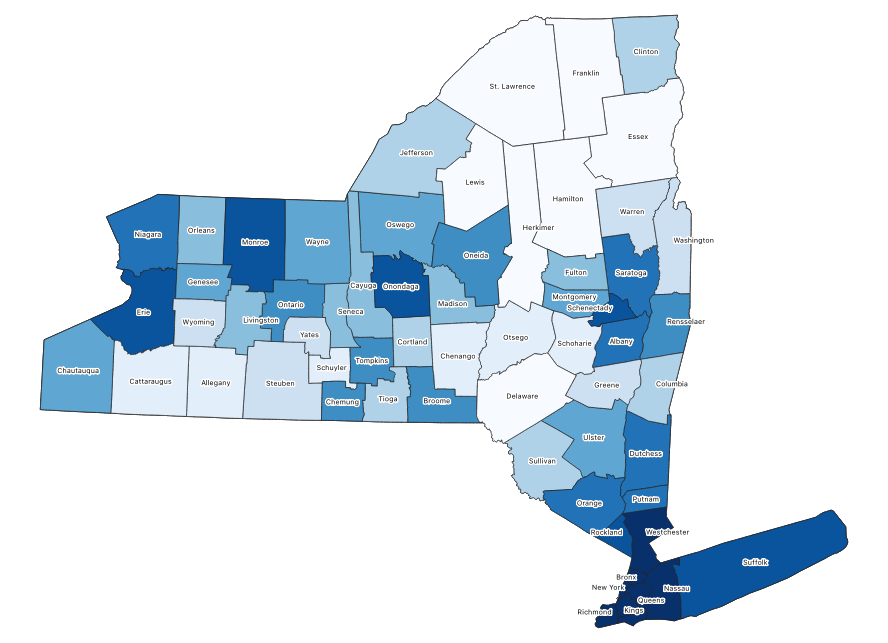 Clinton
Franklin
St. Lawrence
Essex
Jefferson
Lewis
Hamilton
Warren
Oswego
Herkimer
Orleans
Niagara
Monroe
Wayne
Washington
Oneida
Fulton
Saratoga
Genesee
Cayuga
Onondaga
Montgomery
Madison
Ontario
Schenectady
Erie
Seneca
Livingston
Wyoming
Rensselaer
Yates
Otsego
Cortland
Albany
Schoharie
Chenango
Tompkins
Schuyler
Chautauqua
Cattaraugus
Allegany
Steuben
Columbia
Greene
Delaware
Tioga
Broome
Chemung
Ulster
Dutchess
Sullivan
Putnam
Orange
Rockland
Westchester
Suffolk
Bronx
New York
Nassau
Queens
Kings
Richmond